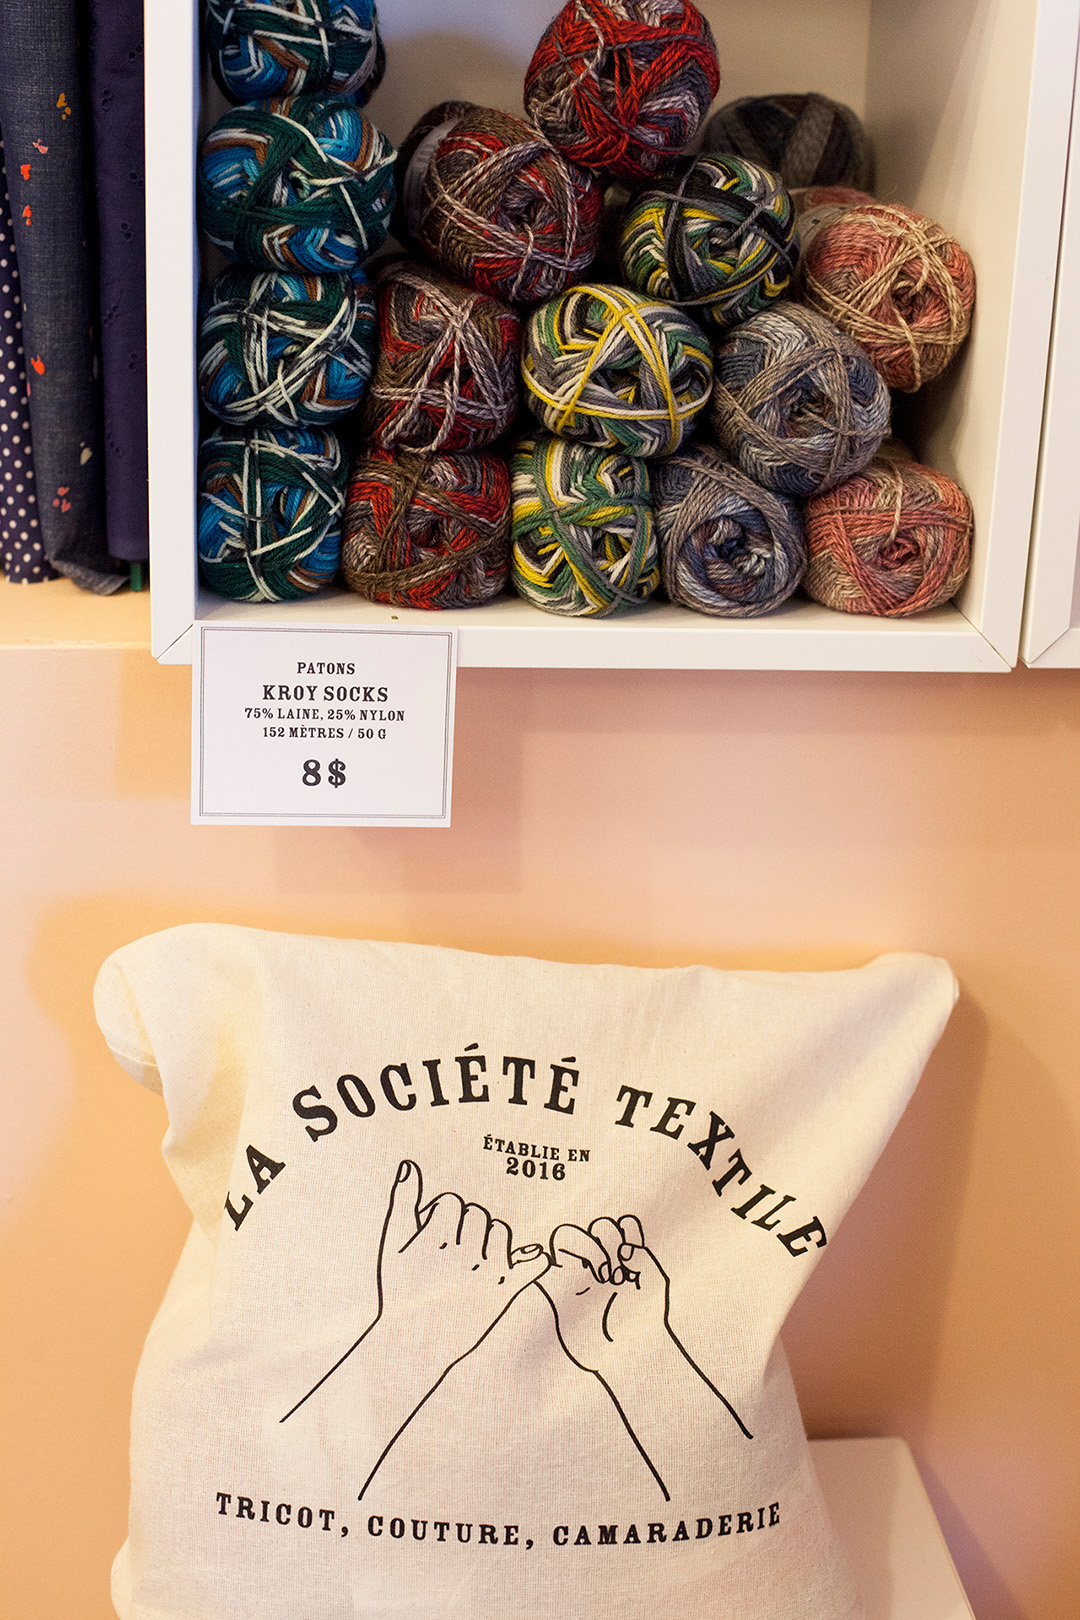 PATONS
KROY SOCKS
75% LAINE, 25% NYLON
152 MÈTRES / 50 G
8$
LA SOCIÉTÉ TEXTILE
ÉTABLIE EN
2016
TRICOT, COUTURE, CAMARADERIE